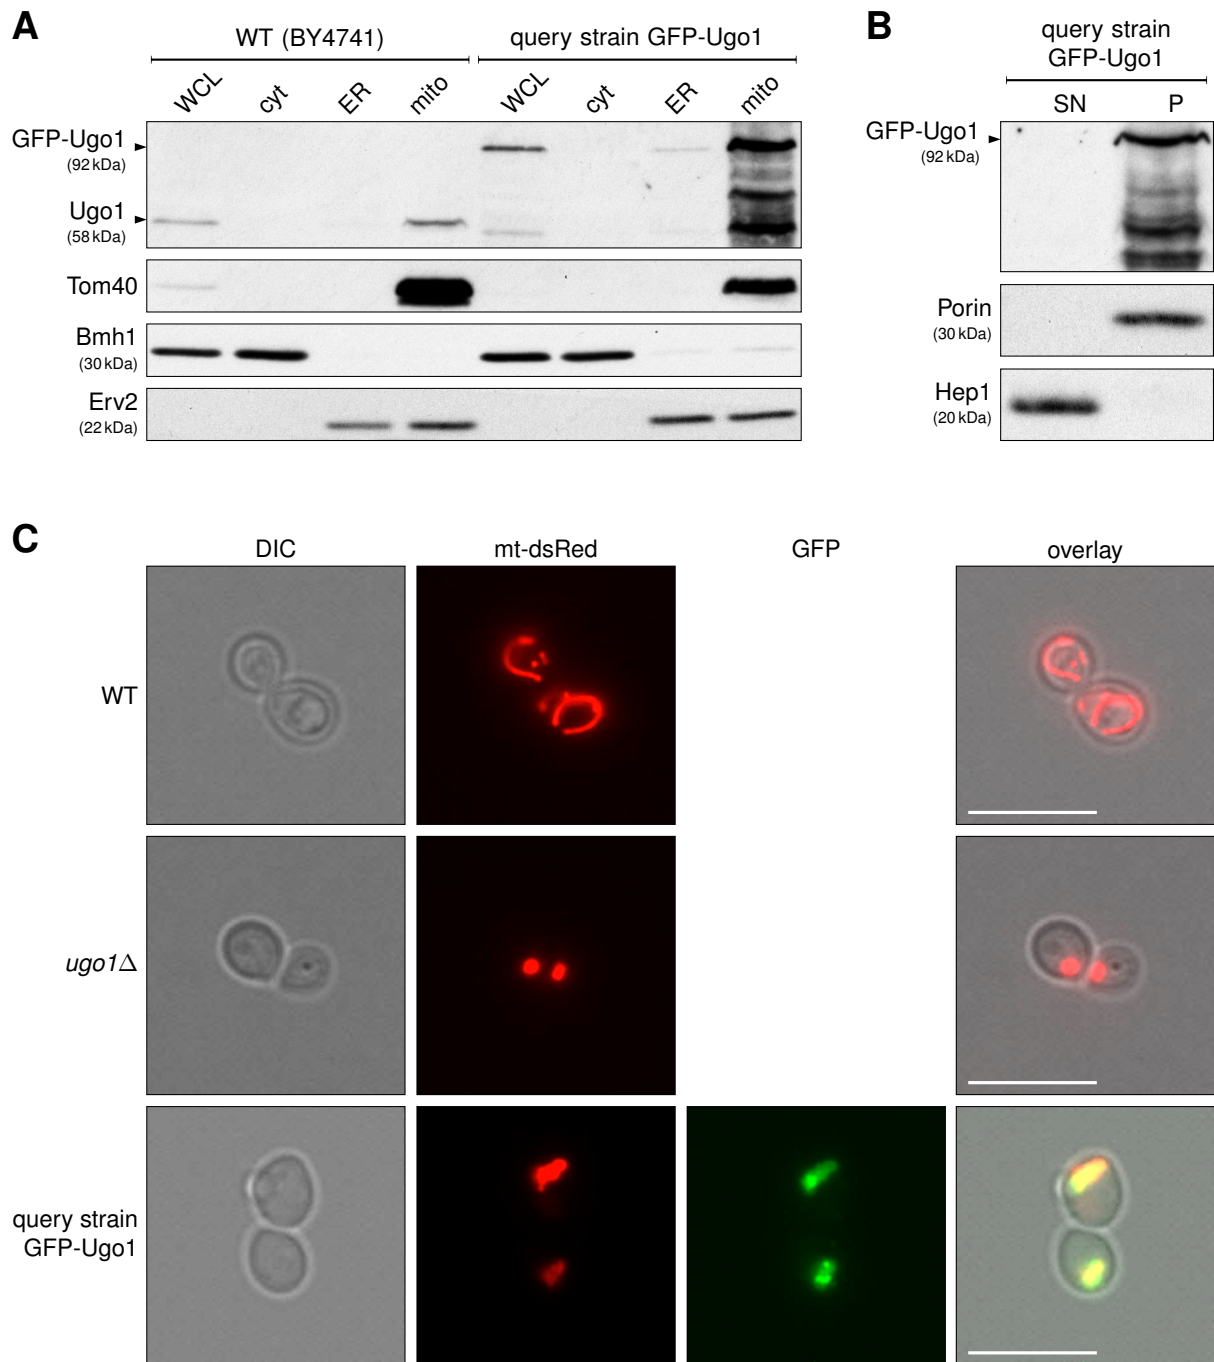 A
WT (BY4741)
query strain GFP-Ugo1
WCL
cyt
ER
mito
WCL
cyt
ER
mito
GFP-Ugo1
(92 kDa)
Ugo1
(58 kDa)
Tom40
Bmh1
(30 kDa)
Erv2
(22 kDa)
B
query strain
GFP-Ugo1
SN
P
GFP-Ugo1
(92 kDa)
Porin
(30 kDa)
Hep1
(20 kDa)
C
DIC
mt-dsRed
GFP
overlay
WT
ugo1Δ
query strain
GFP-Ugo1